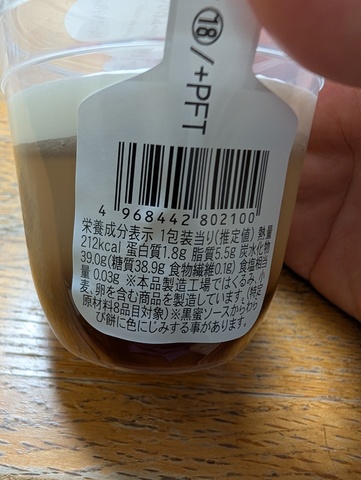 ⑱/+PFT
4 968442 802100
栄養成分表示 1包装当り(推定値) 熱量
212kcal 蛋白質1.8g 脂質5.5g 炭水化物
39.0g(糖質38.9g 食物繊維0.1g) 食塩相当
量 0.03g ※本品製造工場ではくるみ、小
麦、卵を含む商品を製造しています。(特定
原材料8品目対象)※黒蜜ソースからわら
び餅に色にじみする事があります。